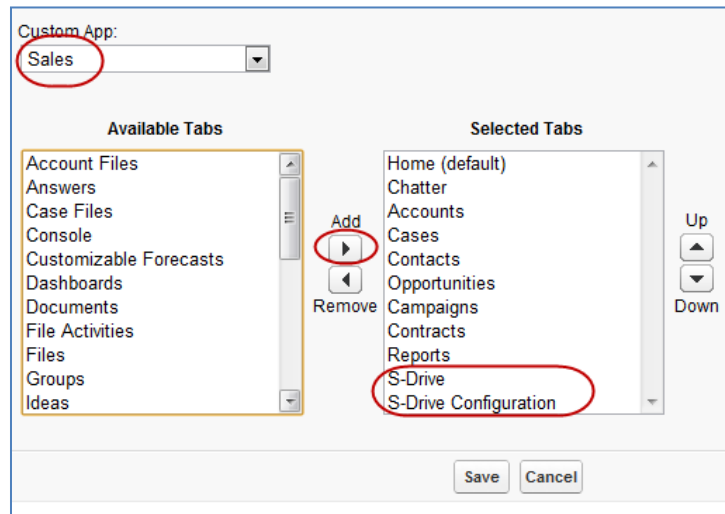 Custom App:
Sales
Available Tabs
Account Files
Answers
Case Files
Console
Customizable Forecasts
Dashboards
Documents
File Activities
Files
Groups
Ideas
Add
Remove
Selected Tabs
Home (default)
Chatter
Accounts
Cases
Contacts
Opportunities
Campaigns
Contracts
Reports
S-Drive
S-Drive Configuration
Up
Down
Save
Cancel